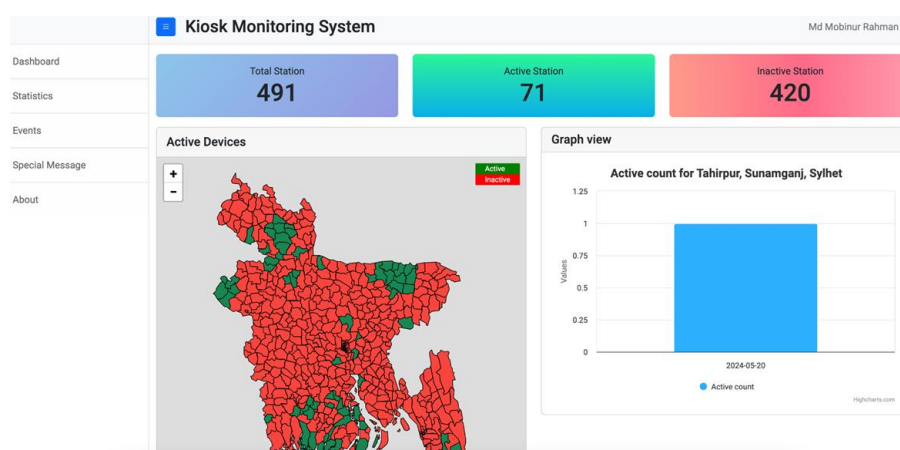 Kiosk Monitoring System
Md Mobinur Rahman
Dashboard
Statistics
Events
Special Message
About
Total Station
491
Active Station
71
Inactive Station
420
Active Devices
+
−
Active
Inactive
Graph view
Active count for Tahirpur, Sunamganj, Sylhet
Values
1.25
1
0.75
0.5
0.25
0
2024-05-20
Active count
Highcharts.com